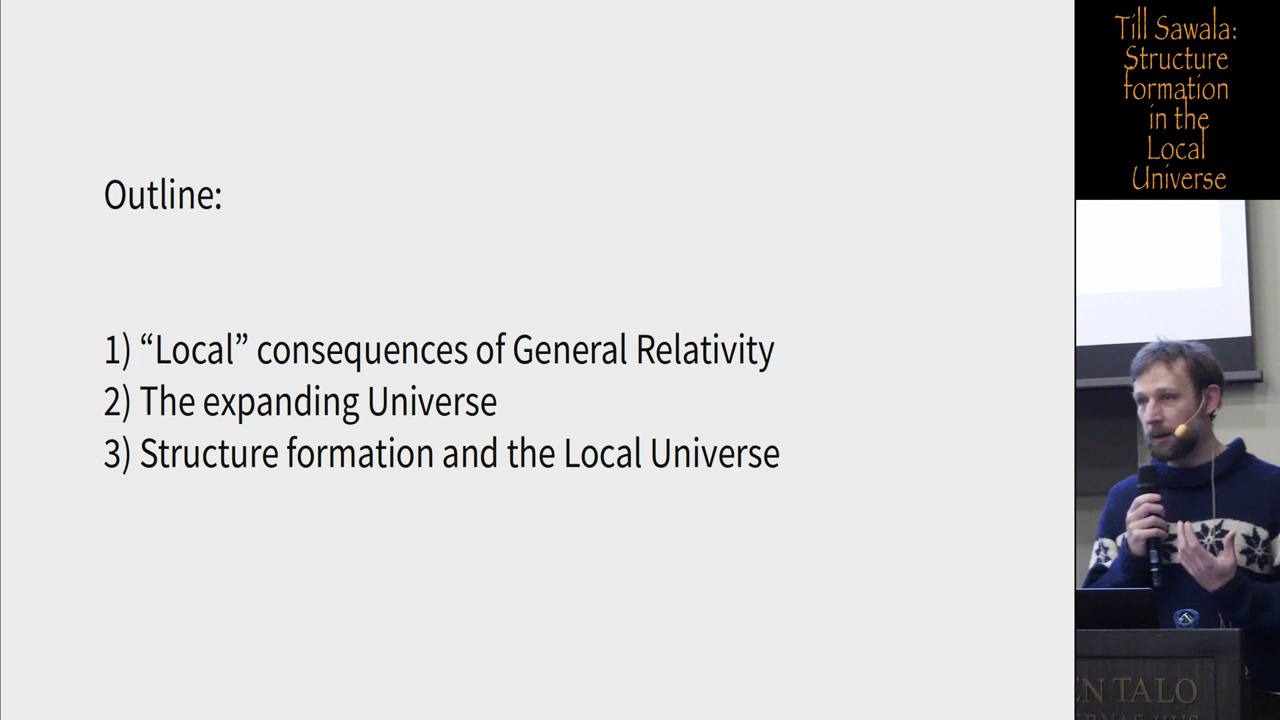 Outline:
1) “Local” consequences of General Relativity
2) The expanding Universe
3) Structure formation and the Local Universe
Till Sawala:
Structure
formation
in the
Local
Universe
EN TALO